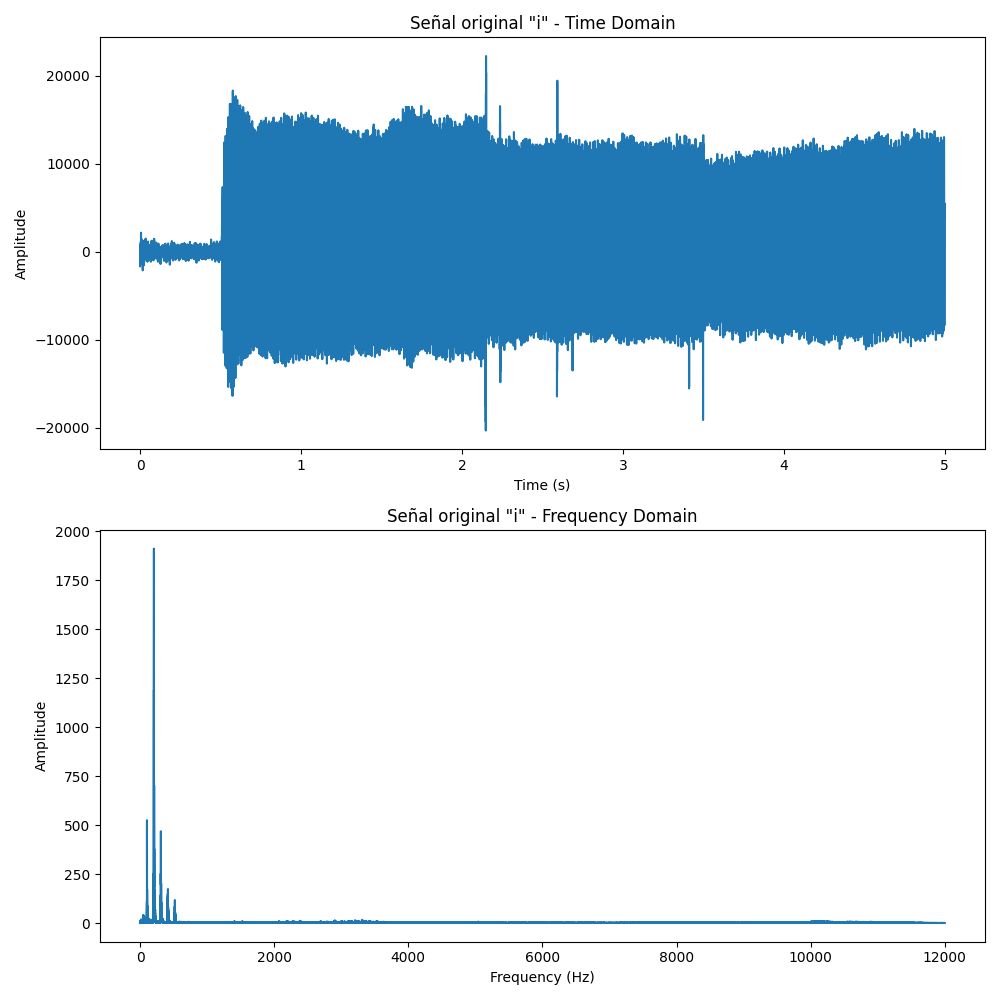 Señal original "i" - Time Domain
20000
10000
0
−10000
−20000
Amplitude
0 1 2 3 4 5
Time (s)
Señal original "i" - Frequency Domain
2000
1750
1500
1250
1000
750
500
250
0
Amplitude
0 2000 4000 6000 8000 10000 12000
Frequency (Hz)